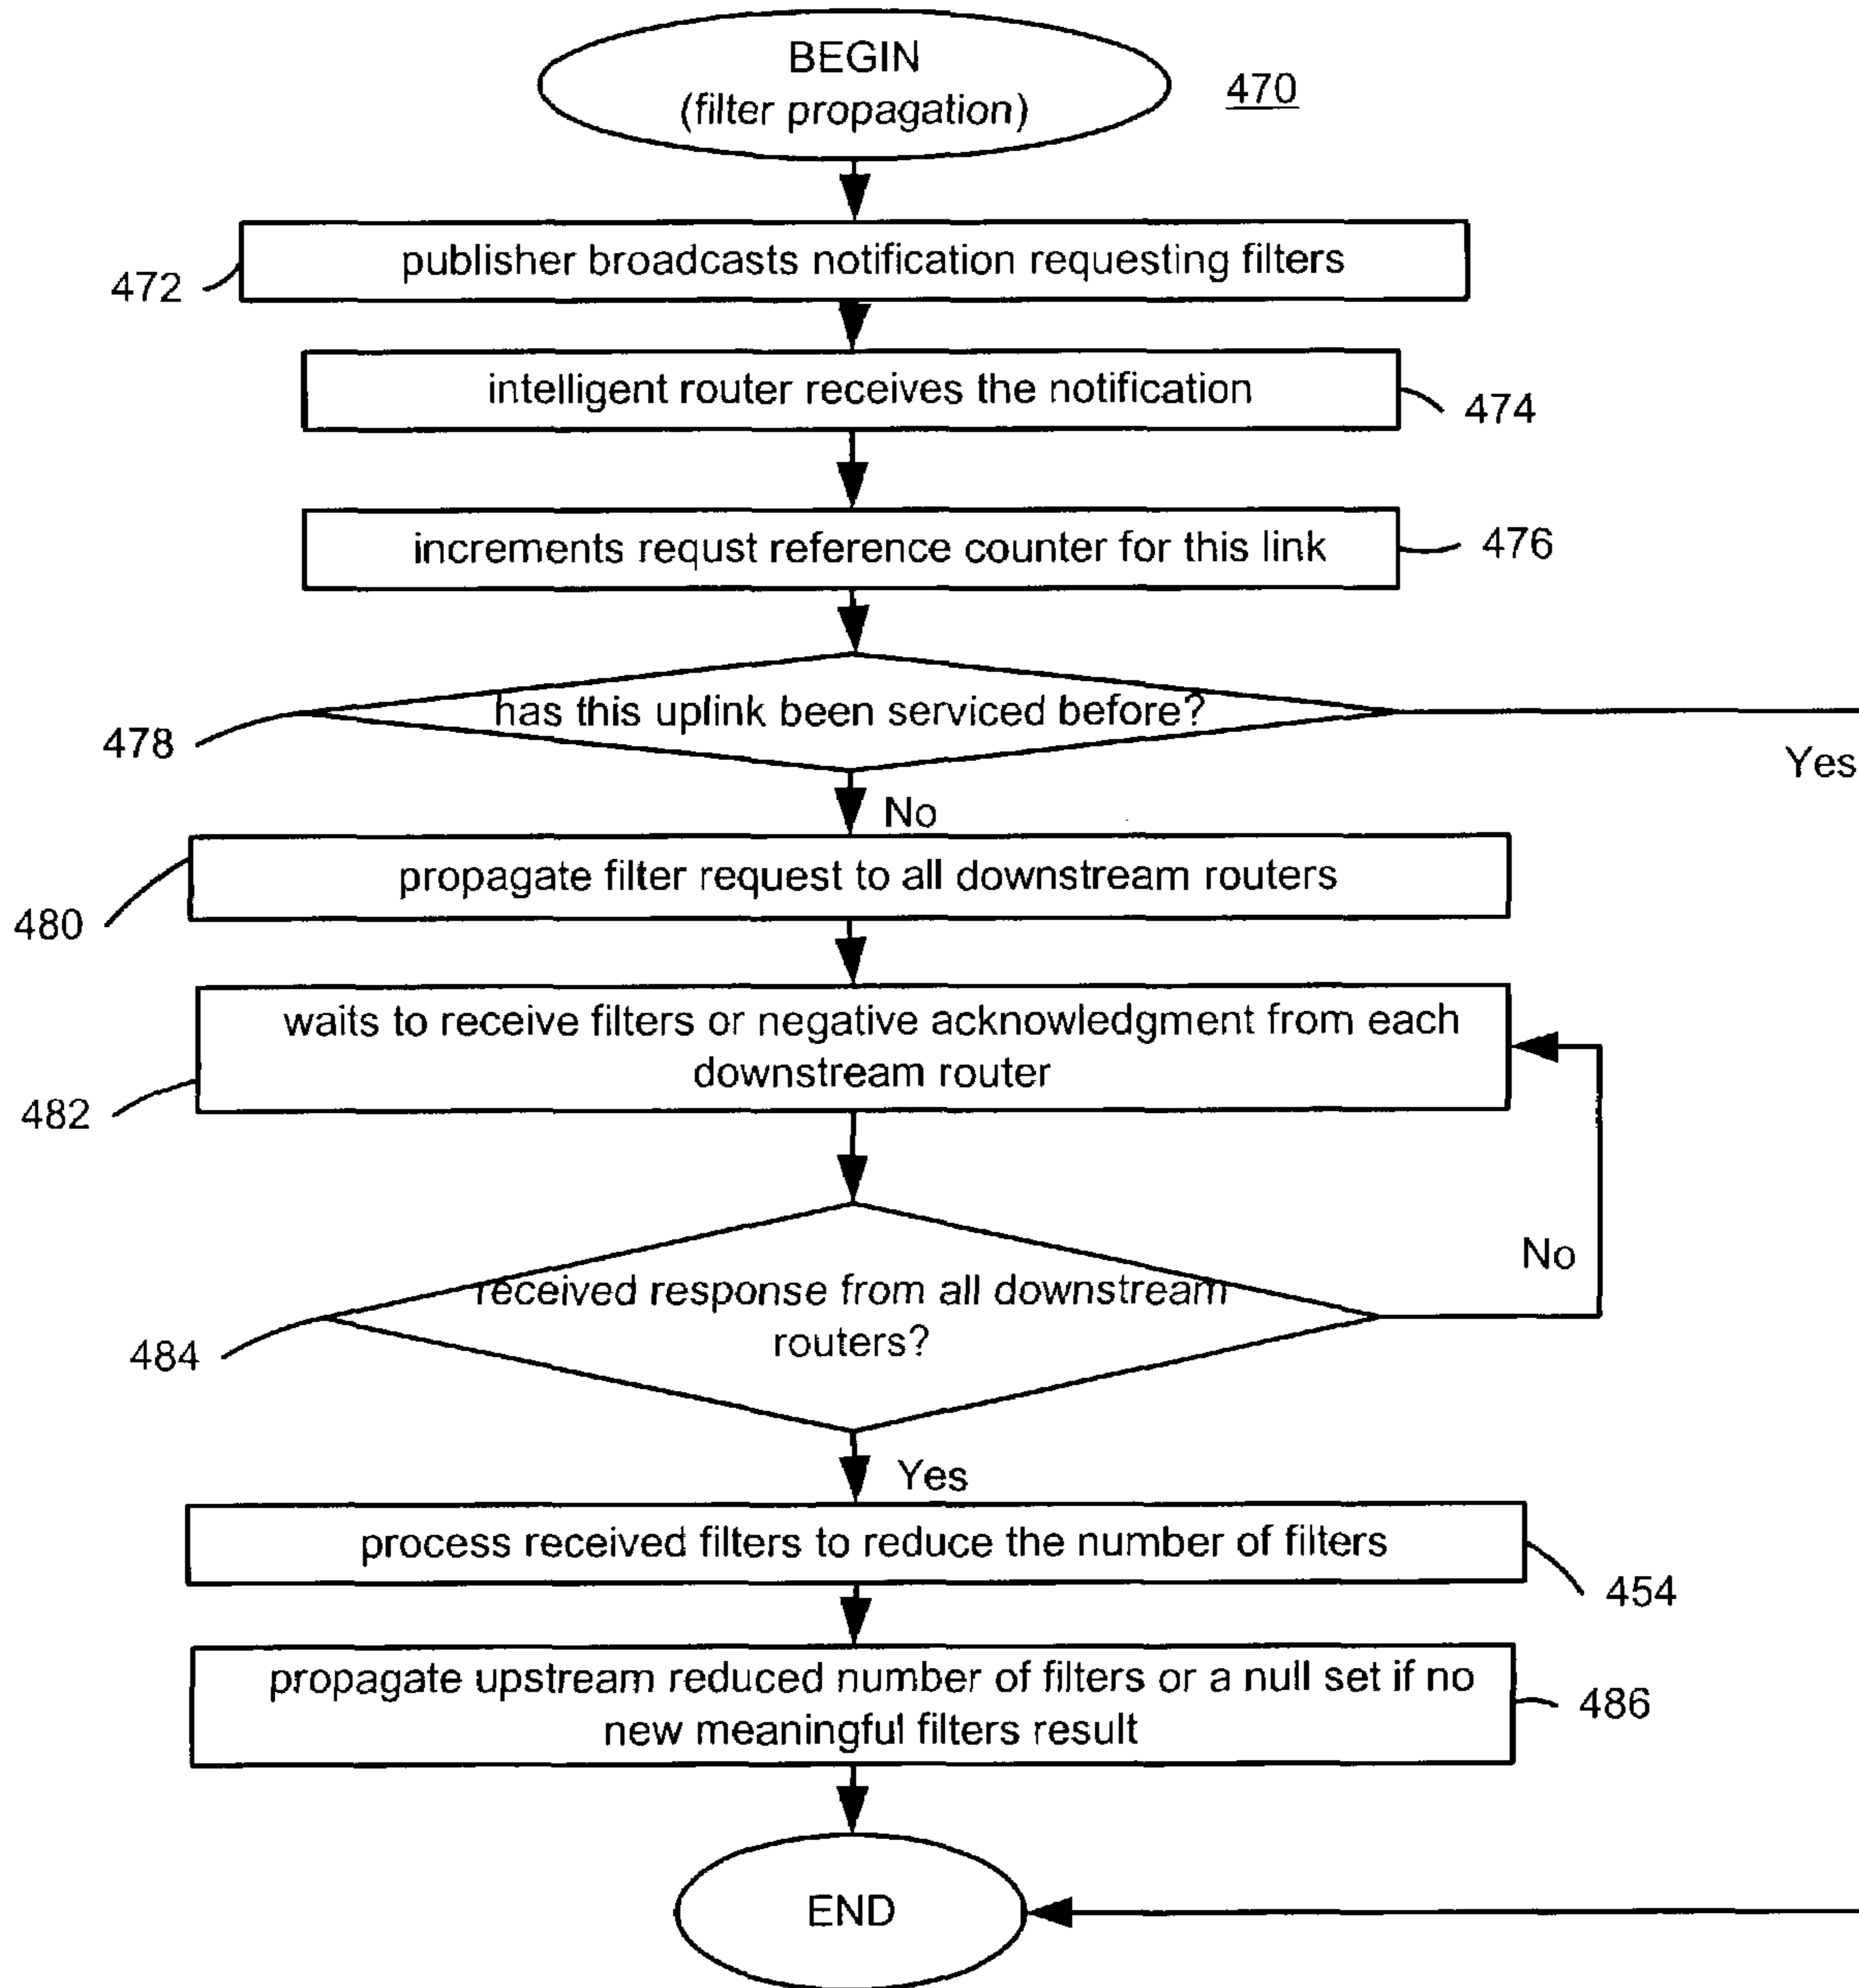 BEGIN
(filter propagation)
470
publisher broadcasts notification requesting filters
472
intelligent router receives the notification
474
increments requst reference counter for this link
476
has this uplink been serviced before?
478
Yes
No
propagate filter request to all downstream routers
480
waits to receive filters or negative acknowledgment from each
downstream router
482
No
received response from all downstream
routers?
484
Yes
process received filters to reduce the number of filters
454
propagate upstream reduced number of filters or a null set if no
new meaningful filters result
486
END